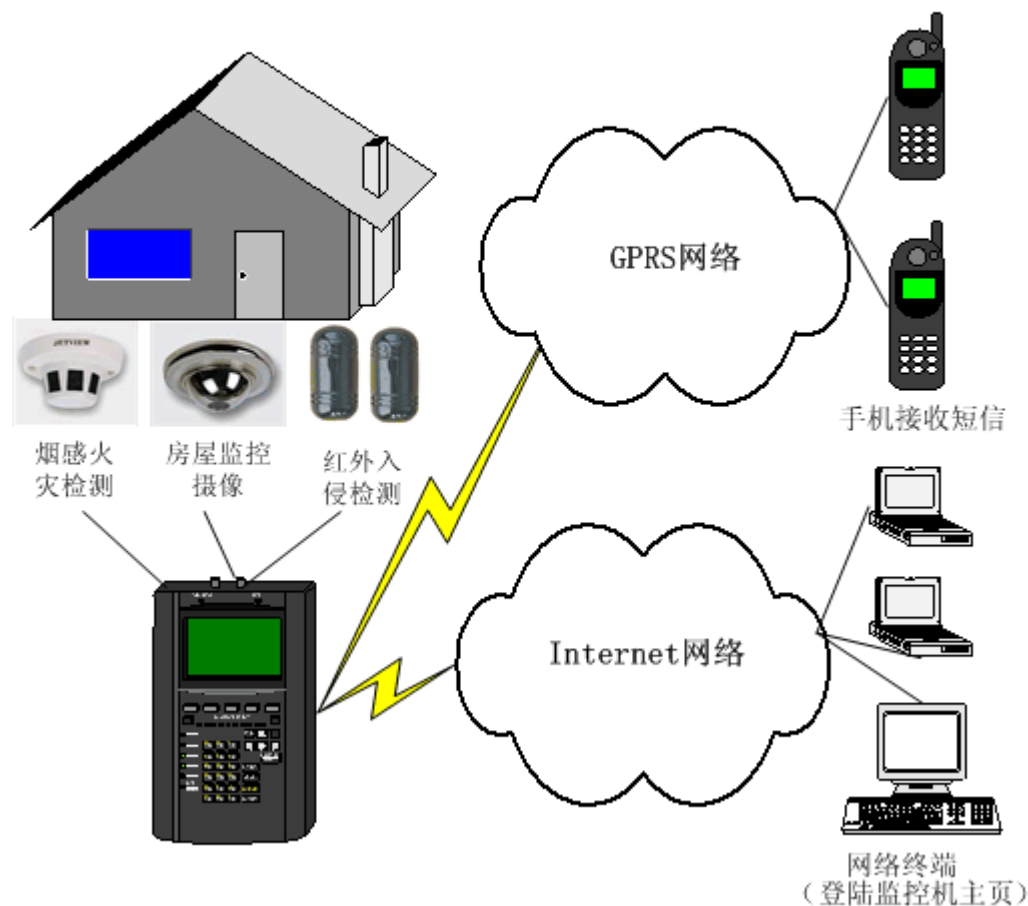 GPRS网络
手机接收短信
烟感火
灾检测
房屋监控
摄像
红外入
侵检测
Internet网络
网络终端
（登陆监控机主页）